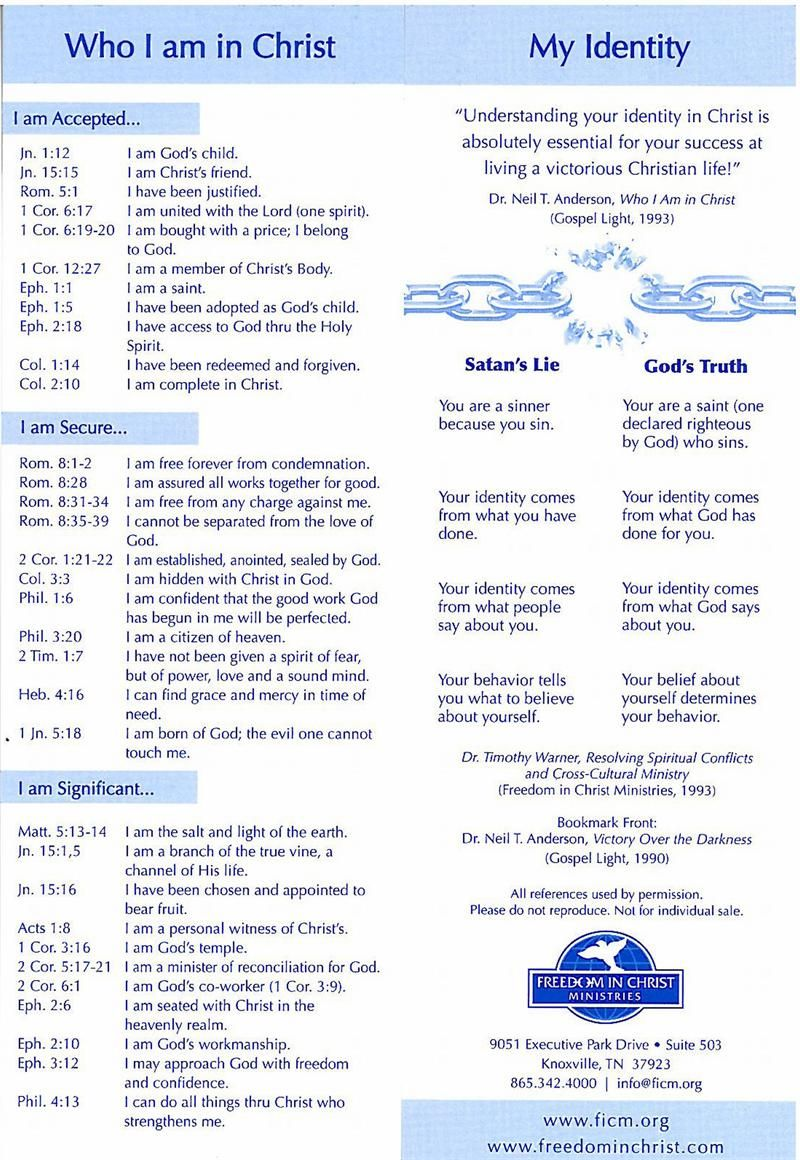 Who I am in Christ
I am Accepted...
Jn. 1:12 I am God's child.
Jn. 15:15 I am Christ's friend.
Rom. 5:1 I have been justified.
1 Cor. 6:17 I am united with the Lord (one spirit).
1 Cor. 6:19-20 I am bought with a price; I belong
to God.
1 Cor. 12:27 I am a member of Christ's Body.
Eph. 1:1 I am a saint.
Eph. 1:5 I have been adopted as God's child.
Eph. 2:18 I have access to God thru the Holy
Spirit.
Col. 1:14 I have been redeemed and forgiven.
Col. 2:10 I am complete in Christ.
I am Secure...
Rom. 8:1-2 I am free forever from condemnation.
Rom. 8:28 I am assured all works together for good.
Rom. 8:31-34 I am free from any charge against me.
Rom. 8:35-39 I cannot be separated from the love of
God.
2 Cor. 1:21-22 I am established, anointed, sealed by God.
Col. 3:3 I am hidden with Christ in God.
Phil. 1:6 I am confident that the good work God
has begun in me will be perfected.
Phil. 3:20 I am a citizen of heaven.
2 Tim. 1:7 I have not been given a spirit of fear,
but of power, love and a sound mind.
Heb. 4:16 I can find grace and mercy in time of
need.
1 Jn. 5:18 I am born of God; the evil one cannot
touch me.
I am Significant...
Matt. 5:13-14 I am the salt and light of the earth.
Jn. 15:1,5 I am a branch of the true vine, a
channel of His life.
Jn. 15:16 I have been chosen and appointed to
bear fruit.
Acts 1:8 I am a personal witness of Christ's.
1 Cor. 3:16 I am God's temple.
2 Cor. 5:17-21 I am a minister of reconciliation for God.
2 Cor. 6:1 I am God's co-worker (1 Cor. 3:9).
Eph. 2:6 I am seated with Christ in the
heavenly realm.
Eph. 2:10 I am God's workmanship.
Eph. 3:12 I may approach God with freedom
and confidence.
Phil. 4:13 I can do all things thru Christ who
strengthens me.
My Identity
"Understanding your identity in Christ is
absolutely essential for your success at
living a victorious Christian life!"
Dr. Neil T. Anderson, Who I Am in Christ
(Gospel Light, 1993)
Satan's Lie God's Truth
You are a sinner Your are a saint (one
because you sin. declared righteous
by God) who sins.
Your identity comes Your identity comes
from what you have from what God has
done. done for you.
Your identity comes Your identity comes
from what people from what God says
say about you. about you.
Your behavior tells Your belief about
you what to believe yourself determines
about yourself. your behavior.
Dr. Timothy Warner, Resolving Spiritual Conflicts
and Cross-Cultural Ministry
(Freedom in Christ Ministries, 1993)
Bookmark Front:
Dr. Neil T. Anderson, Victory Over the Darkness
(Gospel Light, 1990)
All references used by permission.
Please do not reproduce. Not for individual sale.
FREEDOM IN CHRIST
MINISTRIES
9051 Executive Park Drive • Suite 503
Knoxville, TN 37923
865.342.4000 | info@ficm.org
www.ficm.org
www.freedominchrist.com